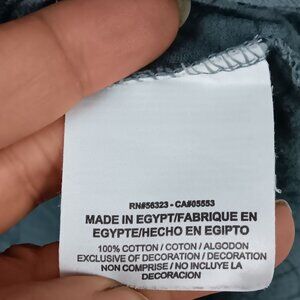 RN#56323 - CA#05553
MADE IN EGYPT/FABRIQUE EN
EGYPTE/HECHO EN EGIPTO
100% COTTON / COTON / ALGODON
EXCLUSIVE OF DECORATION / DECORATION
NON COMPRISE / NO INCLUYE LA
DECORACION